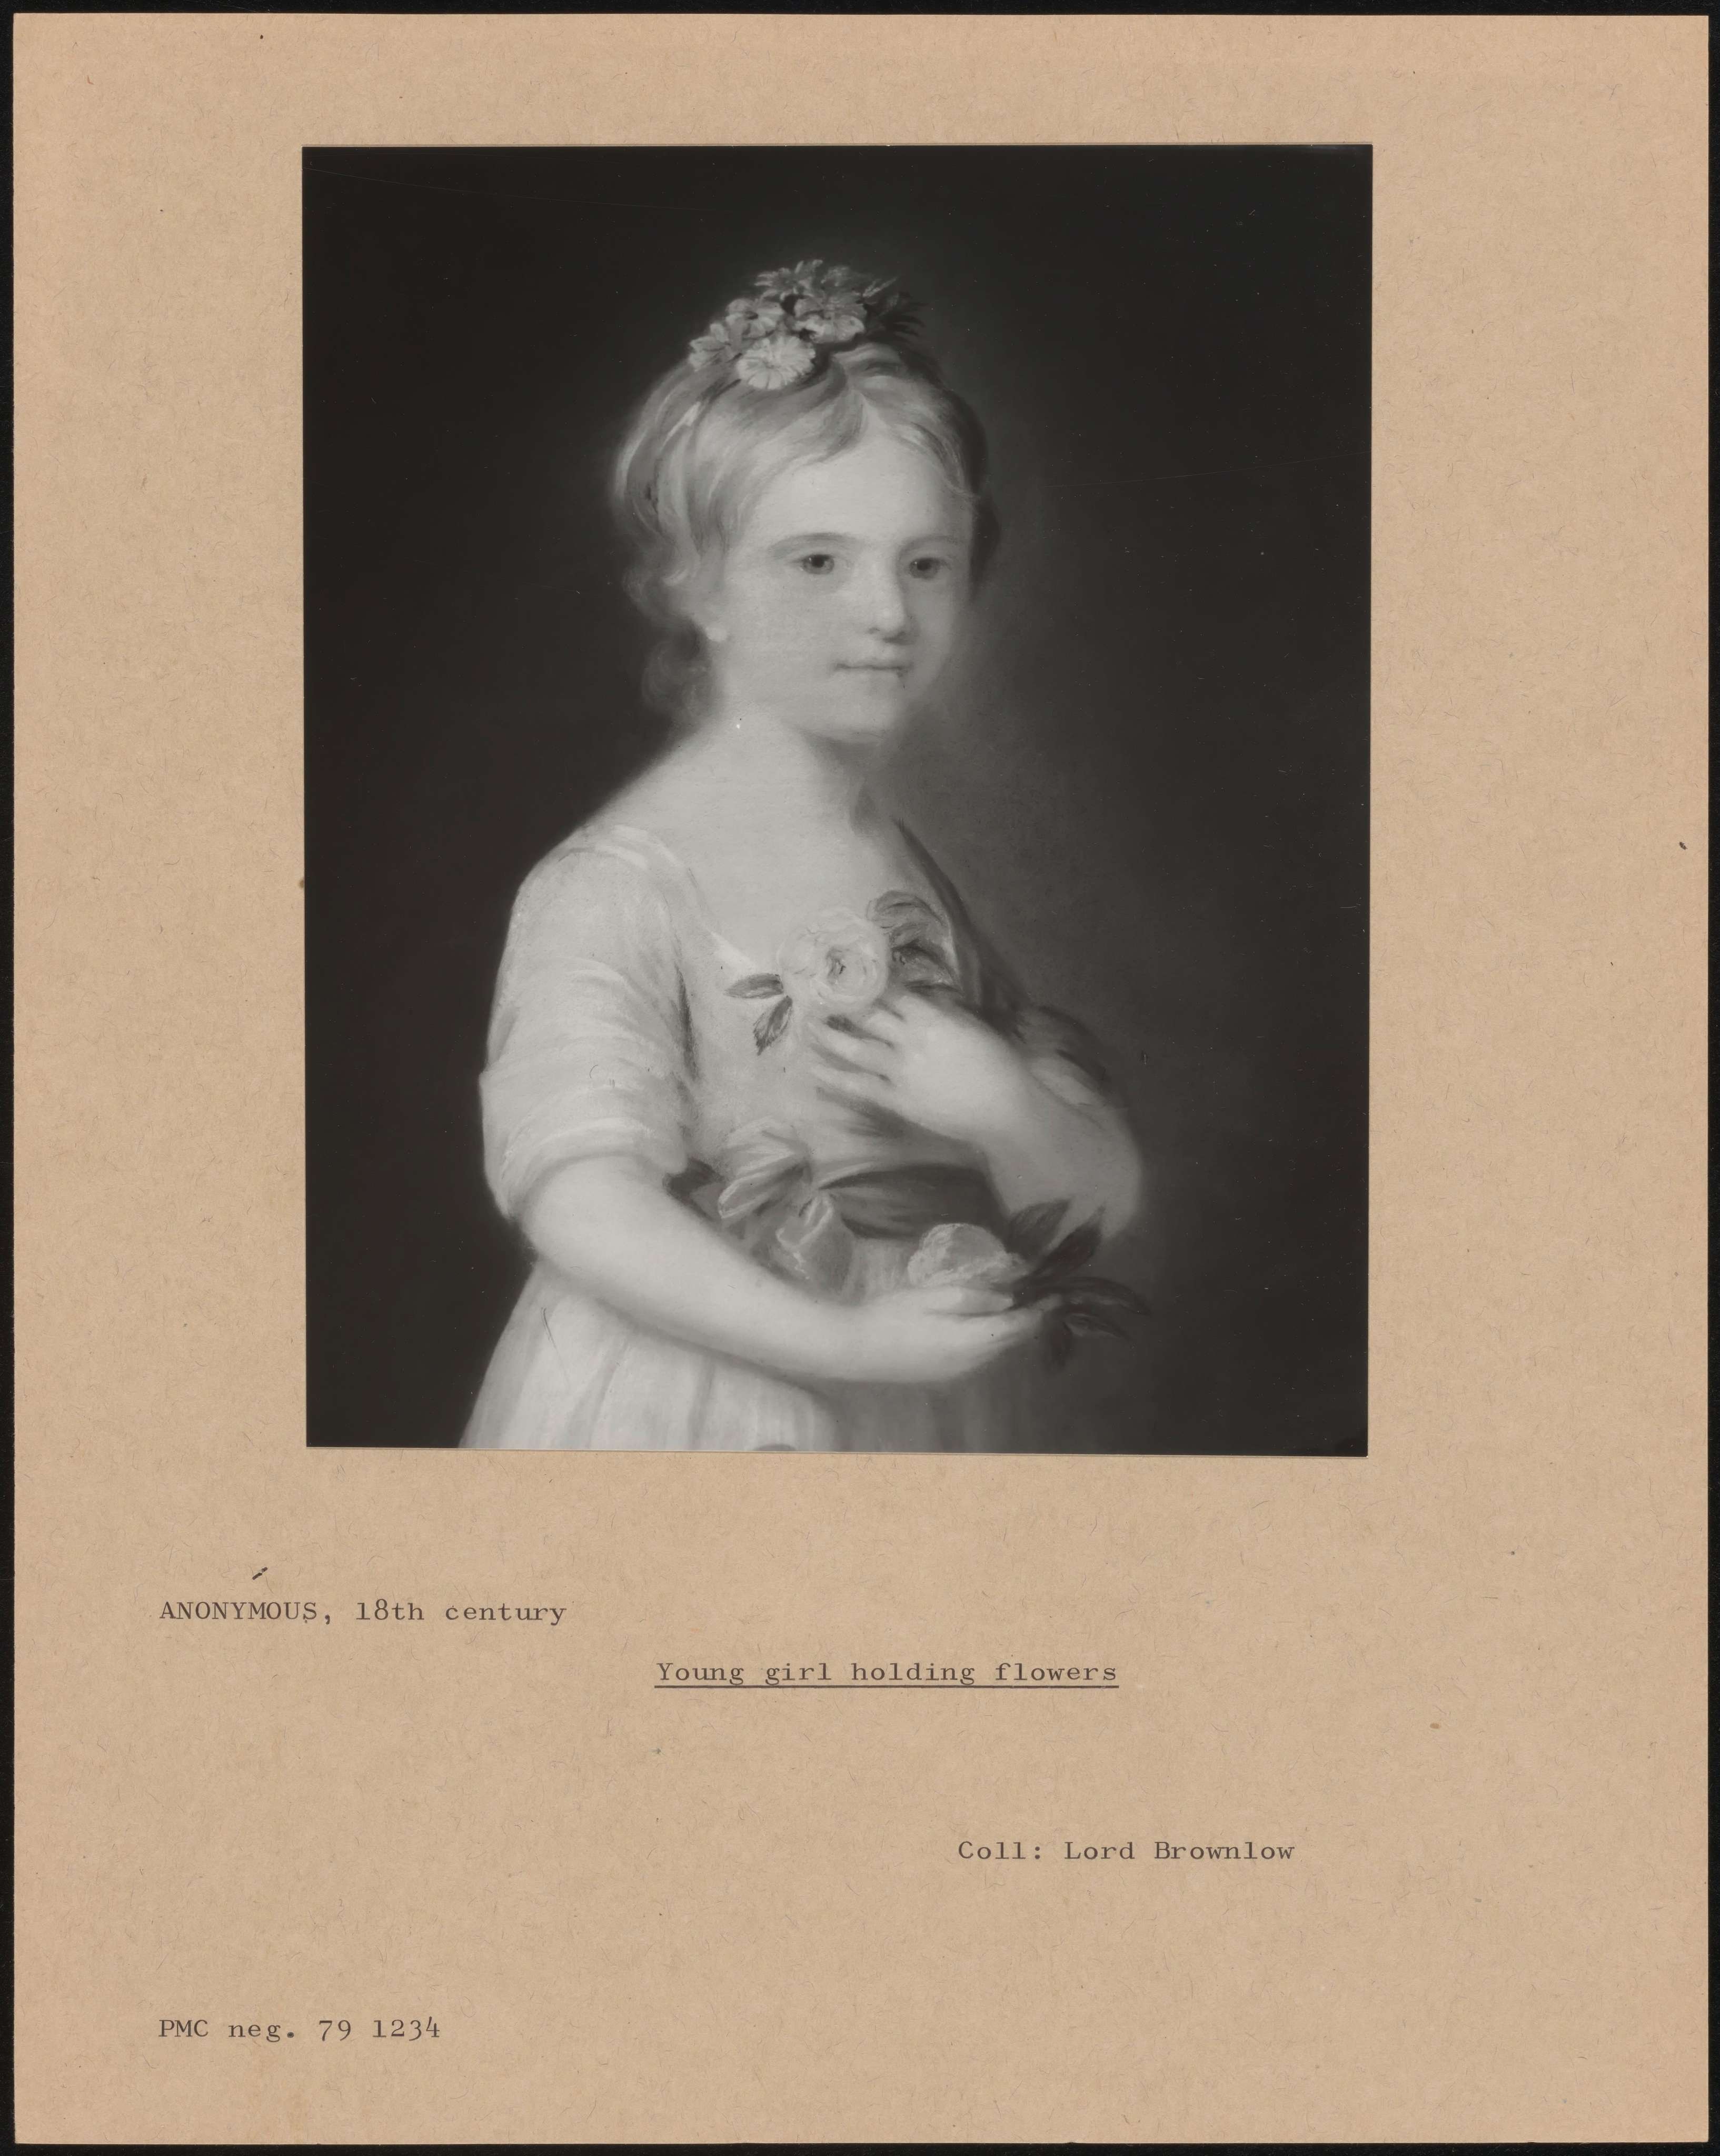 ANONYMOUS, 18th century
Young girl holding flowers
Coll: Lord Brownlow
PMC neg. 79 1234